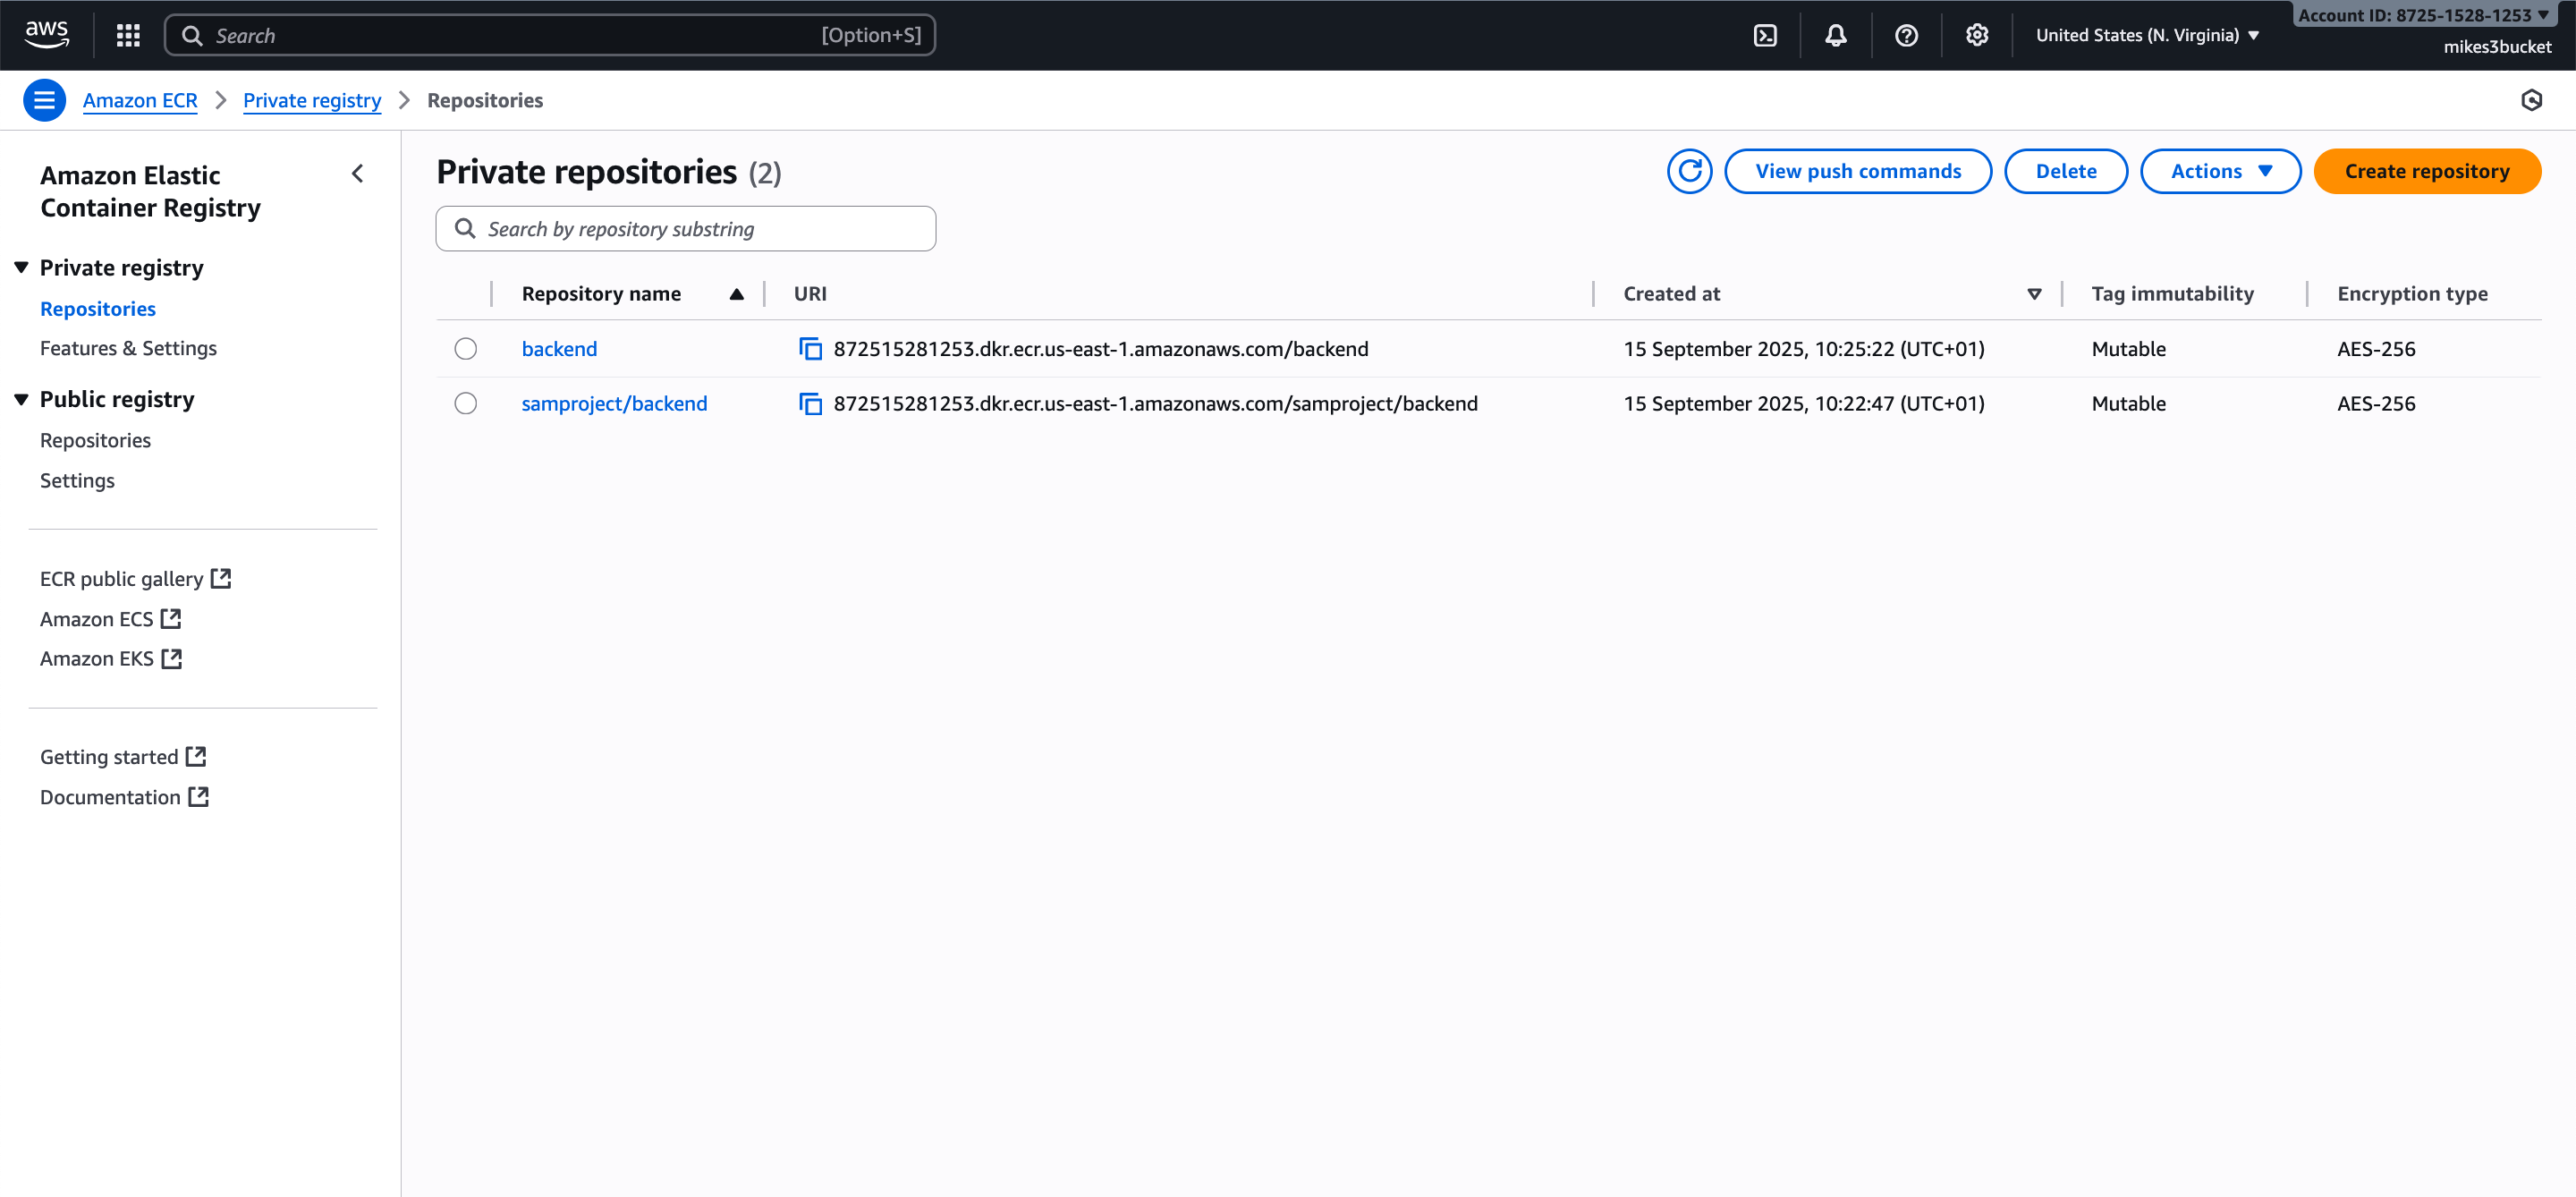 aws
Search
[Option+S]
United States (N. Virginia)
Account ID: 8725-1528-1253
mikes3bucket
Amazon ECR
Private registry
Repositories
Amazon Elastic
Container Registry
Private registry
Repositories
Features & Settings
Public registry
Repositories
Settings
ECR public gallery
Amazon ECS
Amazon EKS
Getting started
Documentation
Private repositories (2)
View push commands
Delete
Actions
Create repository
Search by repository substring
Repository name URI Created at Tag immutability Encryption type
backend 872515281253.dkr.ecr.us-east-1.amazonaws.com/backend 15 September 2025, 10:25:22 (UTC+01) Mutable AES-256
samproject/backend 872515281253.dkr.ecr.us-east-1.amazonaws.com/samproject/backend 15 September 2025, 10:22:47 (UTC+01) Mutable AES-256